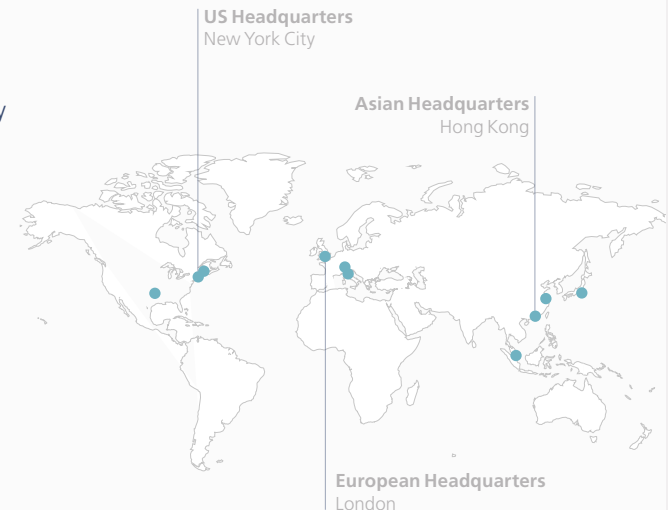 US Headquarters
New York City
Asian Headquarters
Hong Kong
European Headquarters
London